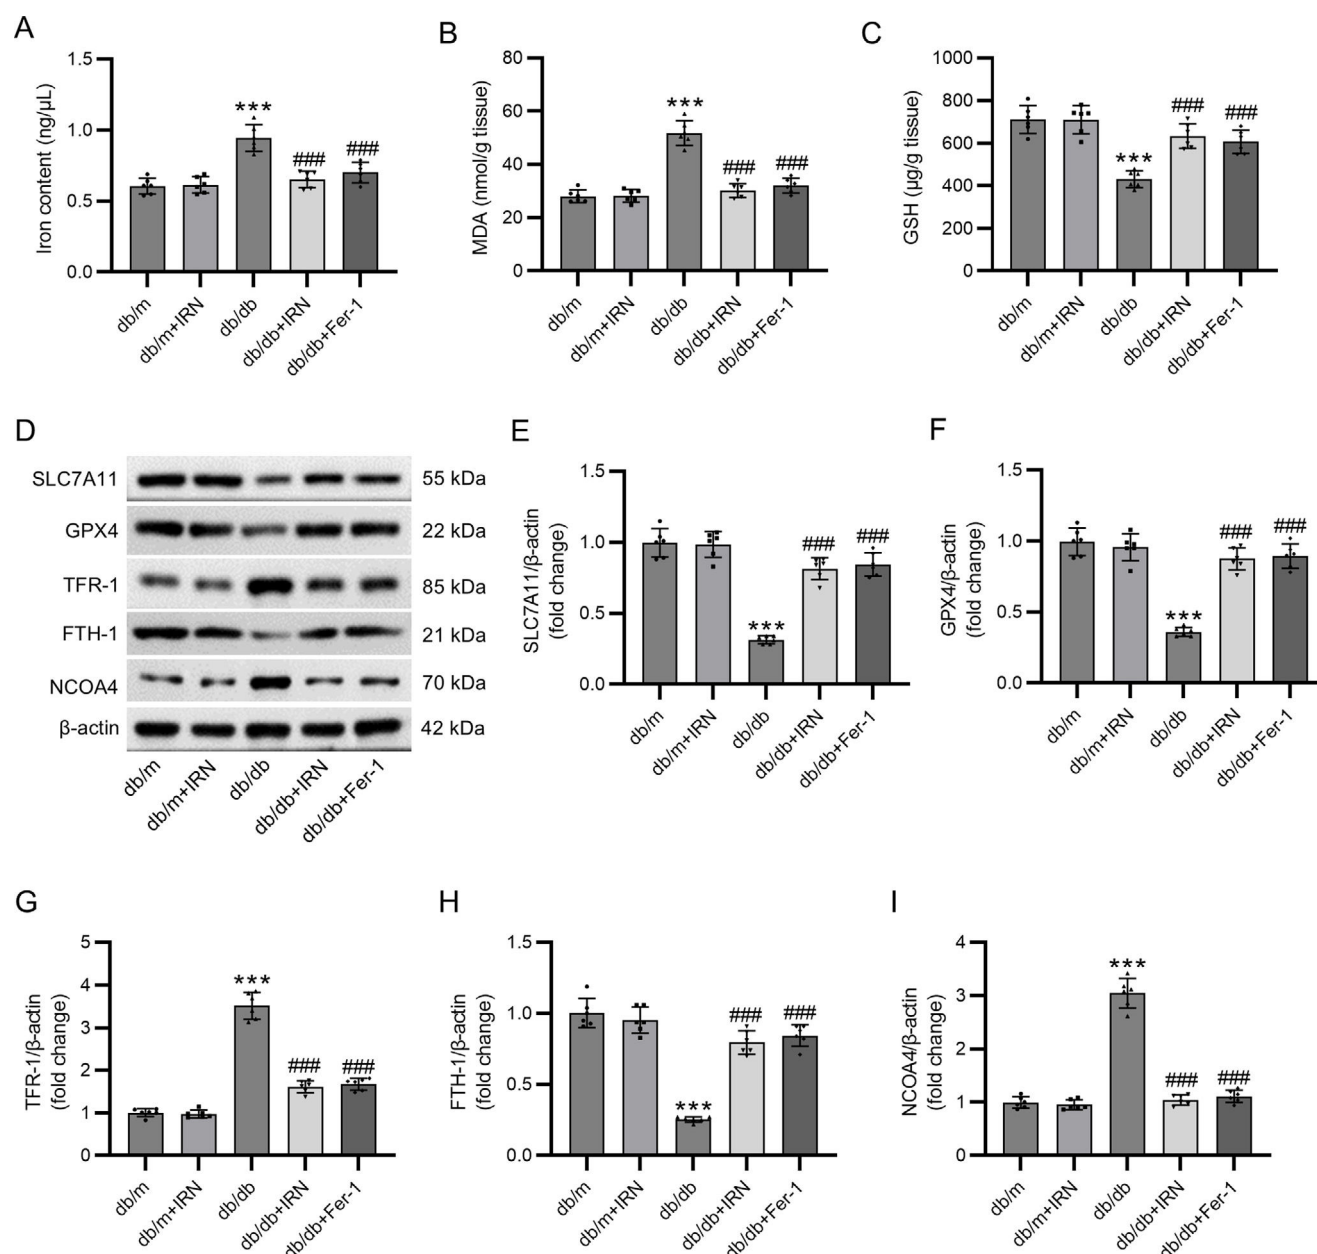 A
Iron content (ng/μL)
1.5
1.0
0.5
0.0
***
###
###
db/m
db/m+IRN
db/db
db/db+IRN
db/db+Fer-1
B
MDA (nmol/g tissue)
80
60
40
20
0
***
###
###
db/m
db/m+IRN
db/db
db/db+IRN
db/db+Fer-1
C
GSH (μg/g tissue)
1000
800
600
400
200
0
***
###
###
db/m
db/m+IRN
db/db
db/db+IRN
db/db+Fer-1
D
SLC7A11 55 kDa
GPX4 22 kDa
TFR-1 85 kDa
FTH-1 21 kDa
NCOA4 70 kDa
β-actin 42 kDa
db/m
db/m+IRN
db/db
db/db+IRN
db/db+Fer-1
E
SLC7A11/β-actin
(fold change)
1.5
1.0
0.5
0.0
***
###
###
db/m
db/m+IRN
db/db
db/db+IRN
db/db+Fer-1
F
GPX4/β-actin
(fold change)
1.5
1.0
0.5
0.0
***
###
###
db/m
db/m+IRN
db/db
db/db+IRN
db/db+Fer-1
G
TFR-1/β-actin
(fold change)
5
4
3
2
1
0
***
###
###
db/m
db/m+IRN
db/db
db/db+IRN
db/db+Fer-1
H
FTH-1/β-actin
(fold change)
1.5
1.0
0.5
0.0
***
###
###
db/m
db/m+IRN
db/db
db/db+IRN
db/db+Fer-1
I
NCOA4/β-actin
(fold change)
4
3
2
1
0
***
###
###
db/m
db/m+IRN
db/db
db/db+IRN
db/db+Fer-1